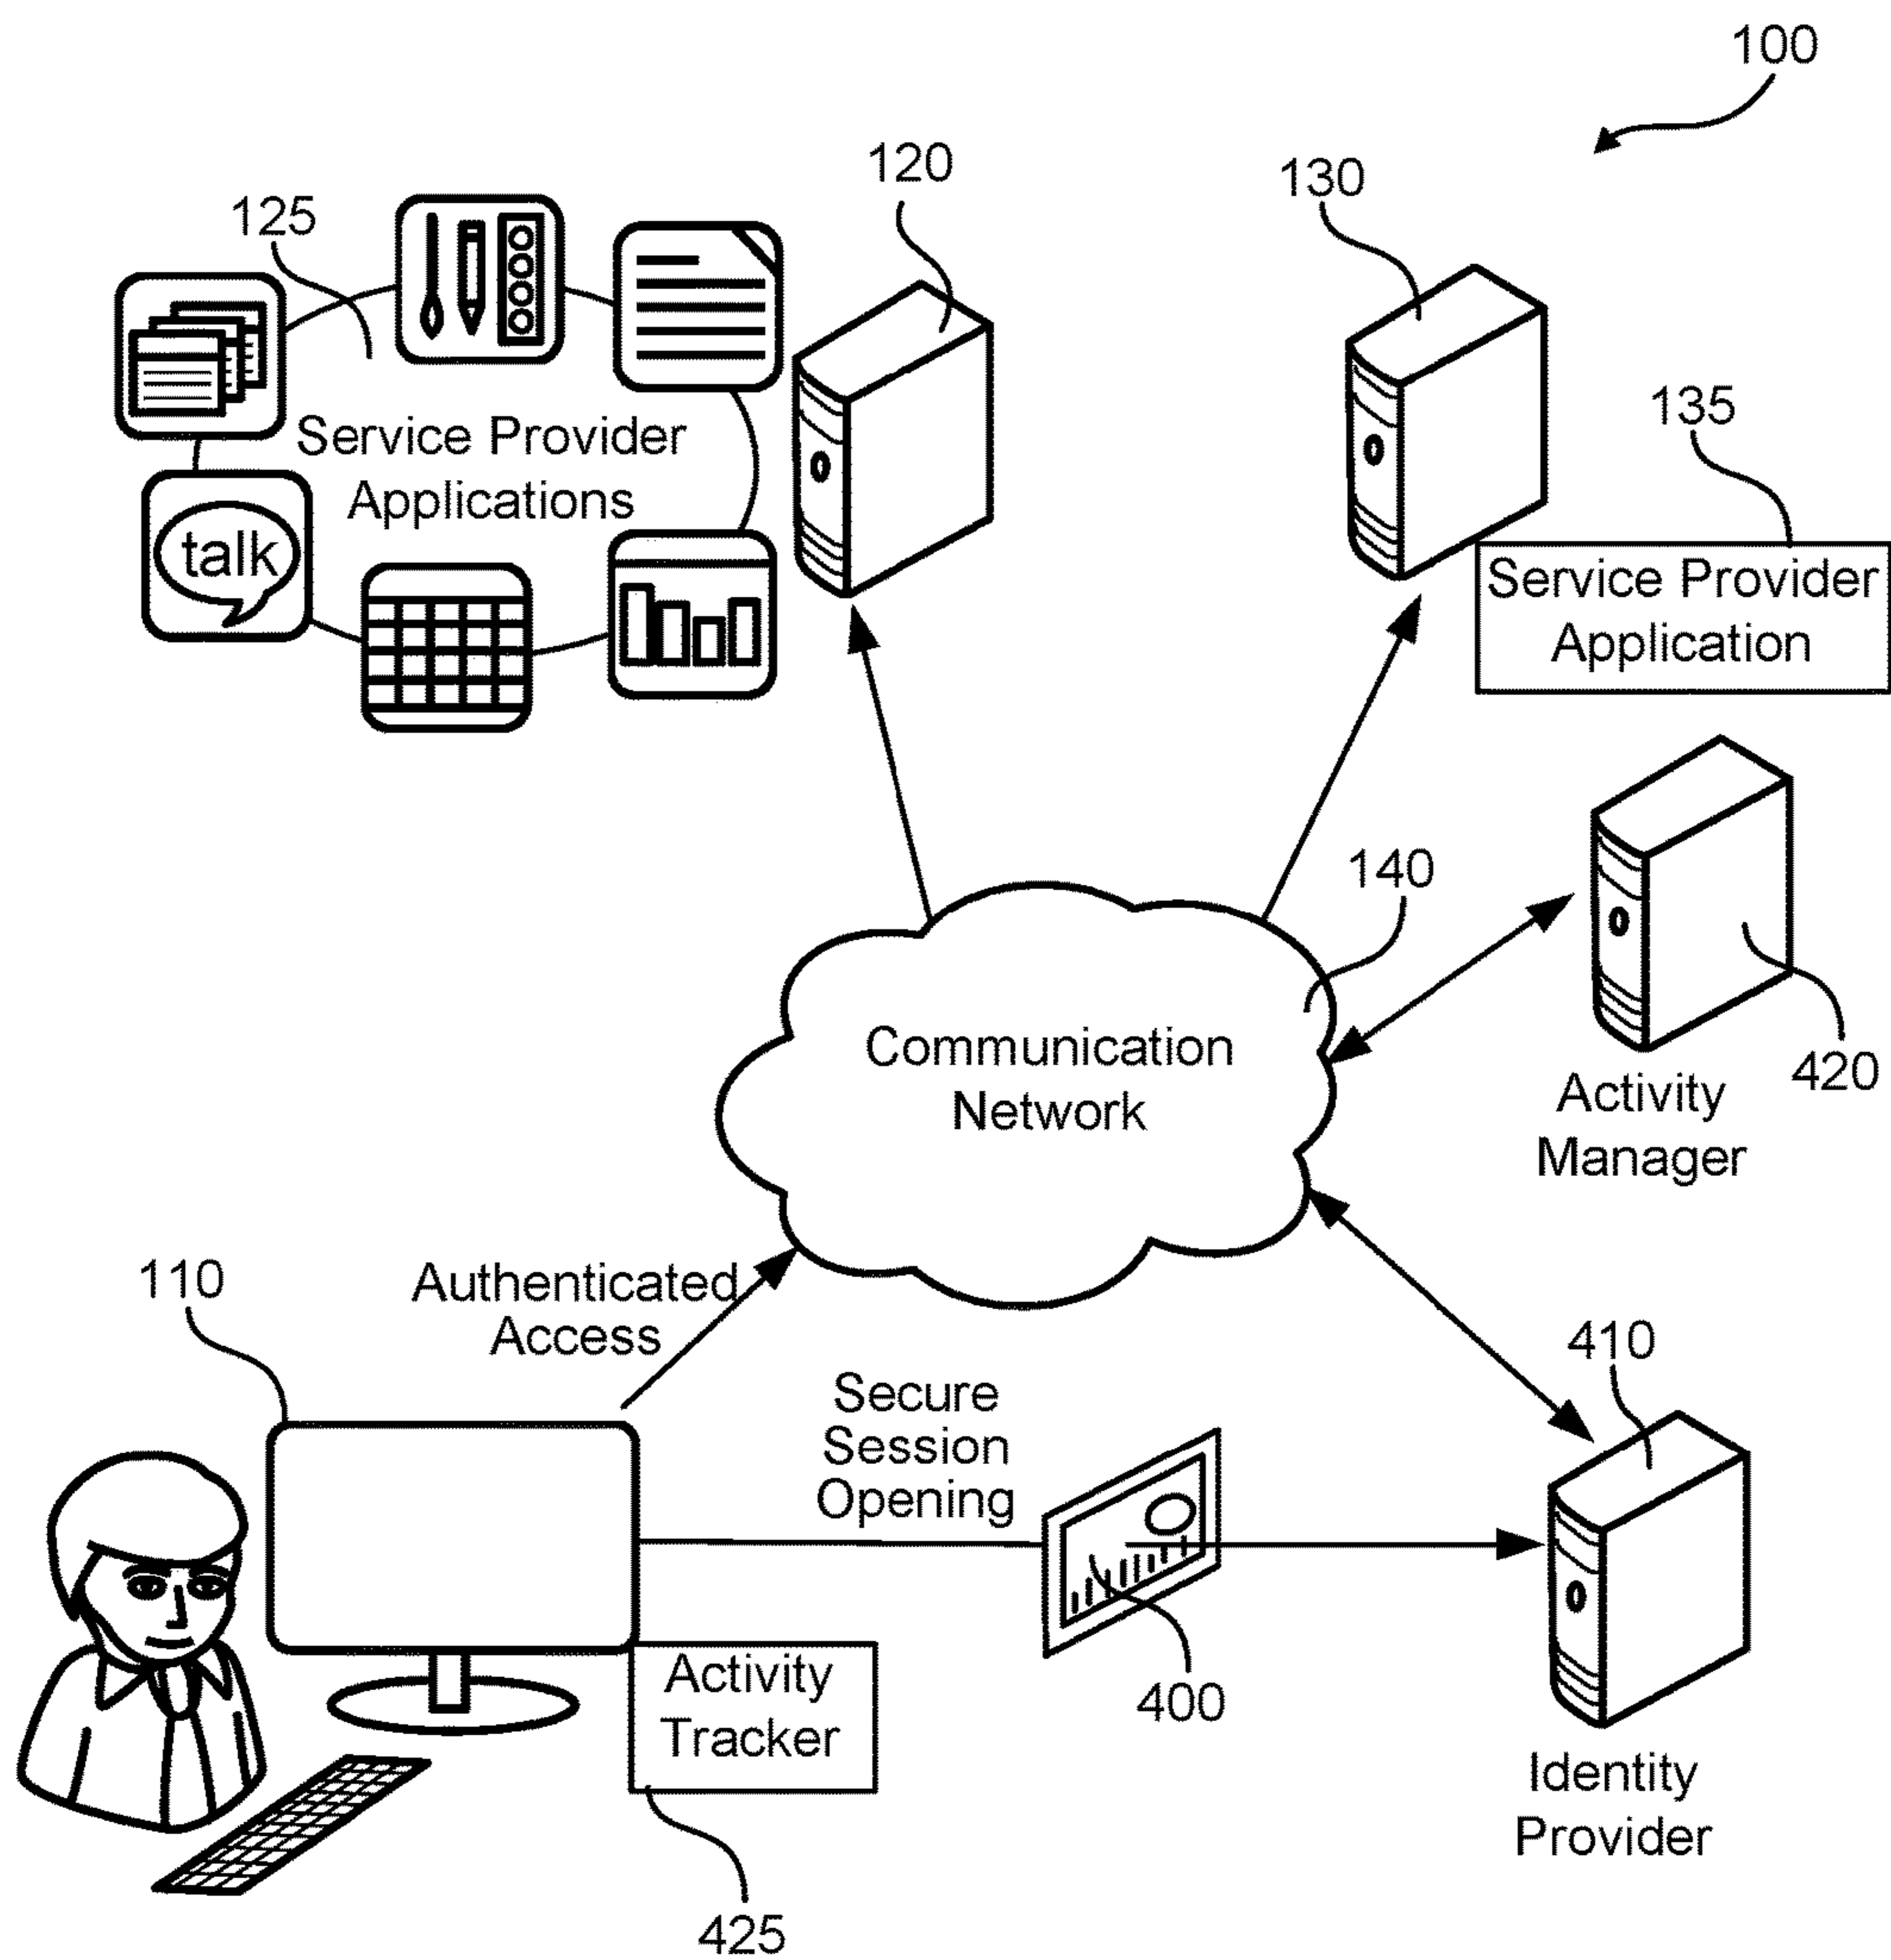 100
120
130
125
135
Service Provider
Applications
talk
Service Provider
Application
140
Communication
Network
420
Activity
Manager
110
Authenticated
Access
410
Secure
Session
Opening
400
Activity
Tracker
Identity
Provider
425